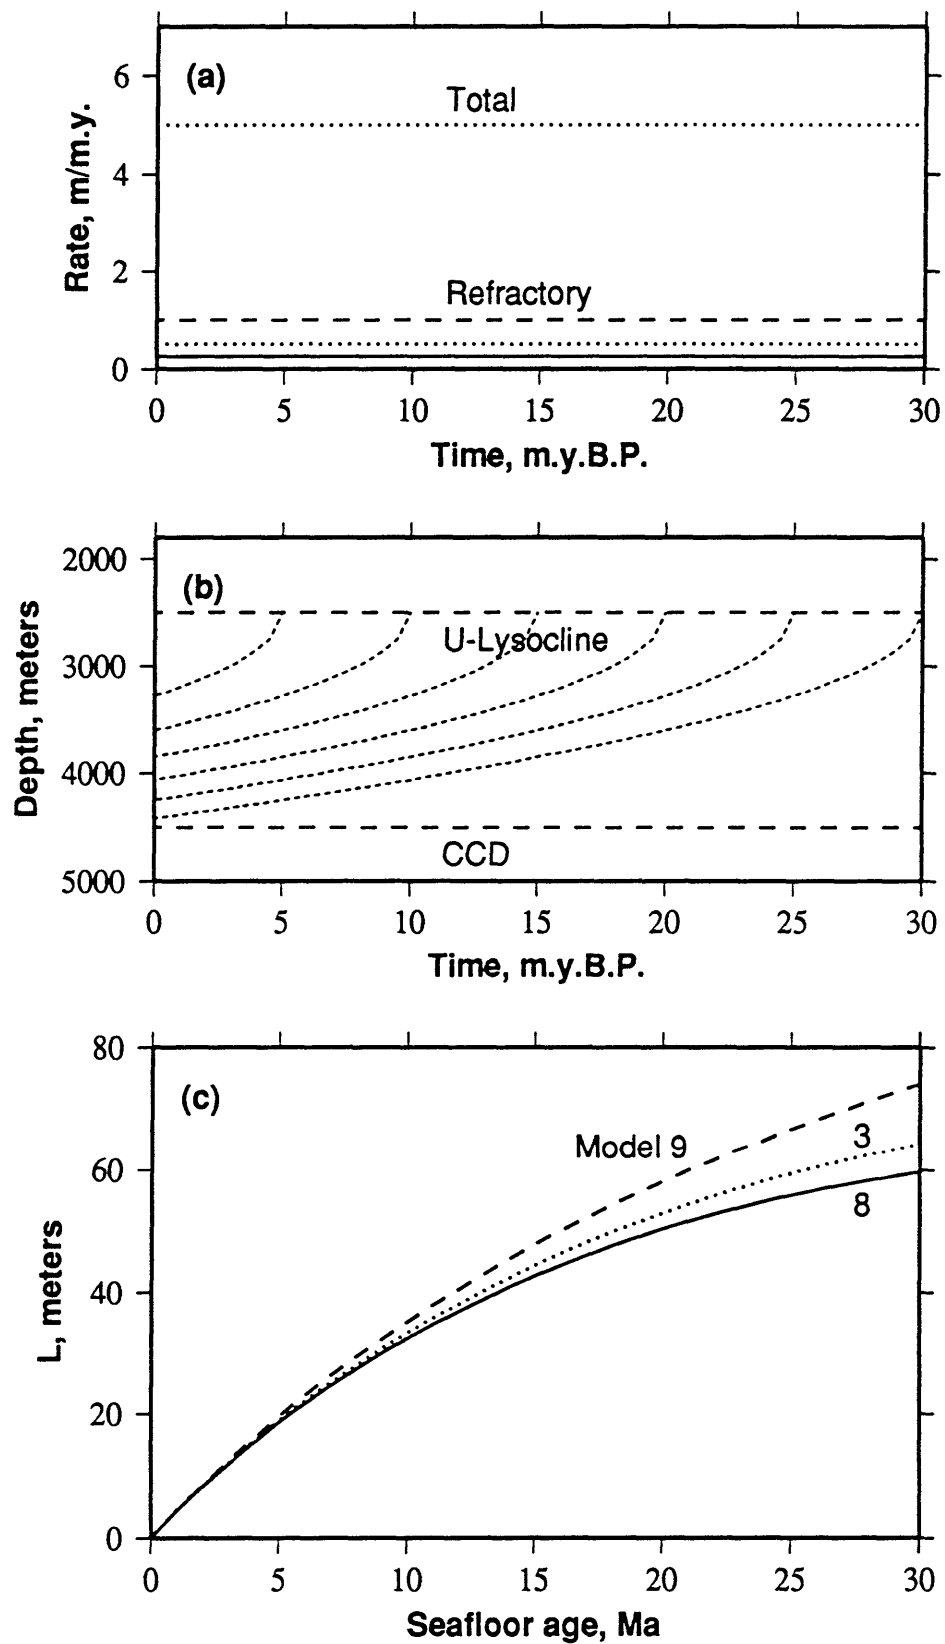 (a)
Total
Refractory
Rate, m/m.y.
6
4
2
0
0 5 10 15 20 25 30
Time, m.y.B.P.
(b)
U-Lysocline
CCD
Depth, meters
2000
3000
4000
5000
0 5 10 15 20 25 30
Time, m.y.B.P.
(c)
Model 9
3
8
L, meters
80
60
40
20
0
0 5 10 15 20 25 30
Seafloor age, Ma